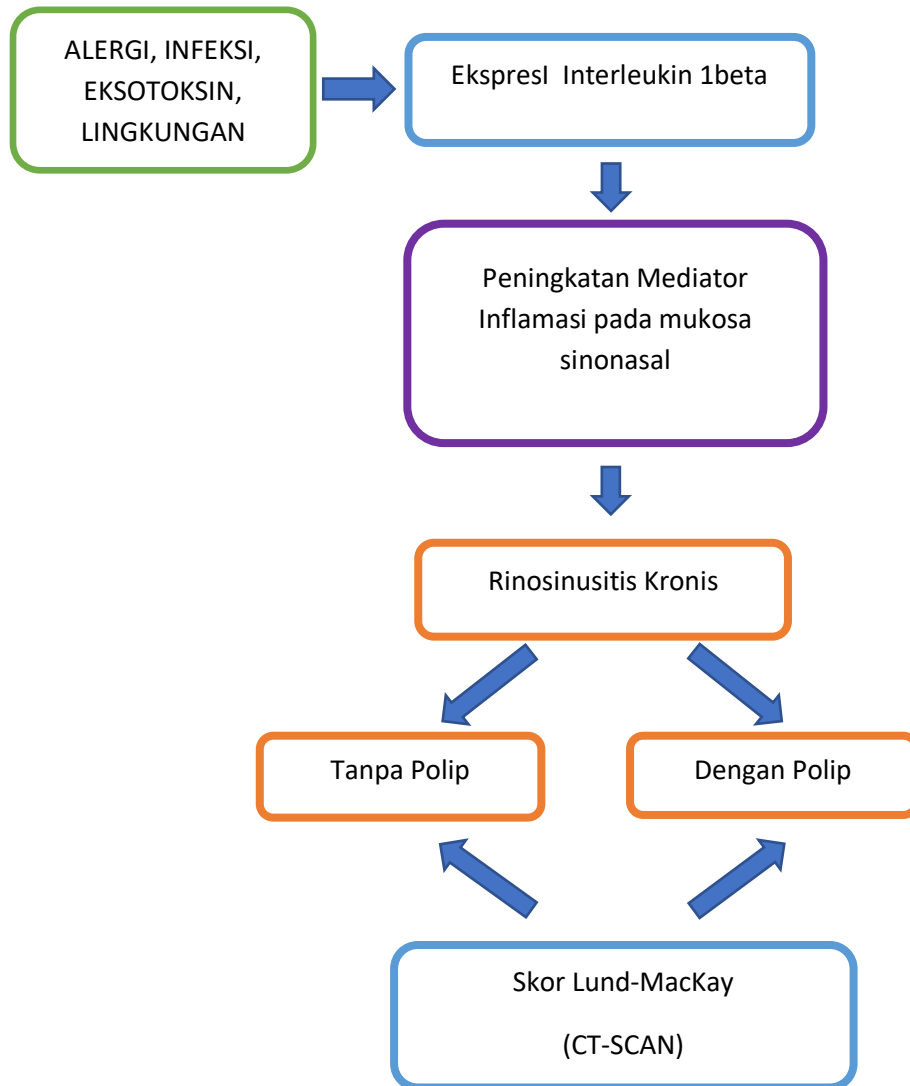 ALERGI, INFEKSI,
EKSOTOKSIN,
LINGKUNGAN
EkspresI  Interleukin 1beta
Peningkatan Mediator
Inflamasi pada mukosa
sinonasal
Rinosinusitis Kronis
Tanpa Polip
Dengan Polip
Skor Lund-MacKay
(CT-SCAN)